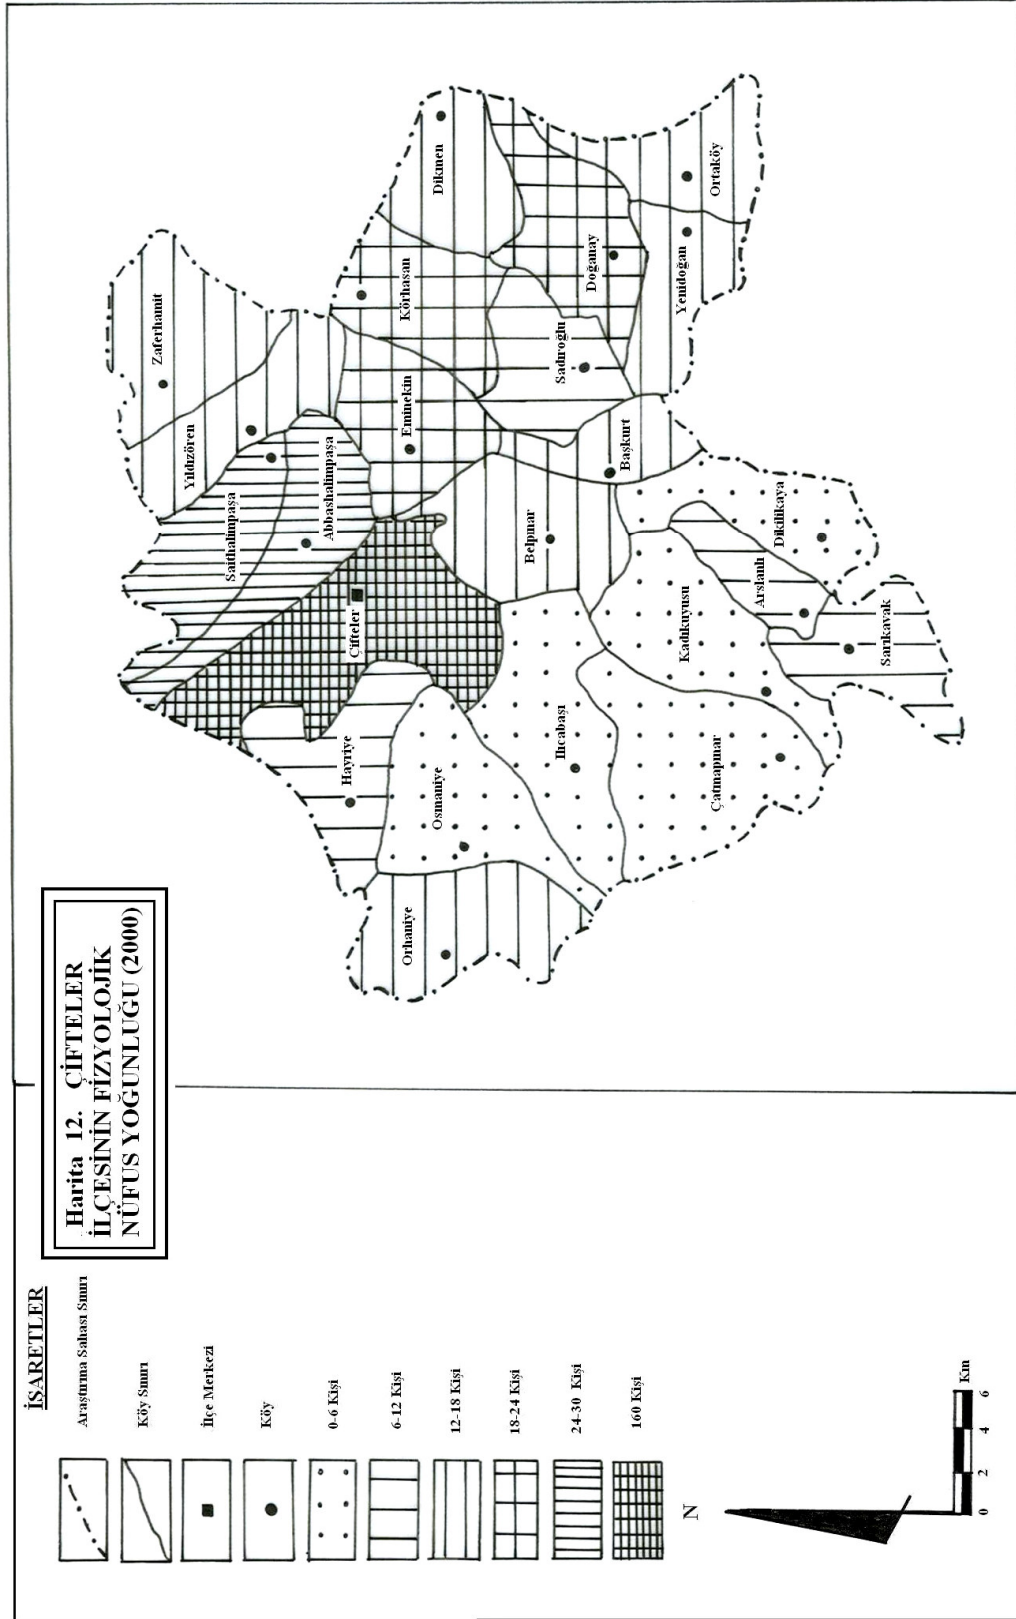 Harita 12. ÇİFTELER
İLÇESİNİN FİZYOLOJİK
NÜFUS YOĞUNLUĞU (2000)
İŞARETLER
Araştırma Sahası Sınırı
Köy Sınırı
İlçe Merkezi
Köy
0-6 Kişi
6-12 Kişi
12-18 Kişi
18-24 Kişi
24-30 Kişi
160 Kişi
N
0 2 4 6
Km
Zaferhamit
Yıldızören
Saithalimpaşa
Abbashalimpaşa
Çifteler
Hayriye
Orhaniye
Osmaniye
Ilıcabaşı
Çatmapınar
Kadıkuyusu
Belpınar
Eminekin
Körhasan
Dikmen
Doğanay
Sadıroğlu
Başkurt
Yenidoğan
Ortaköy
Dikilikaya
Arslanlı
Sarıkavak